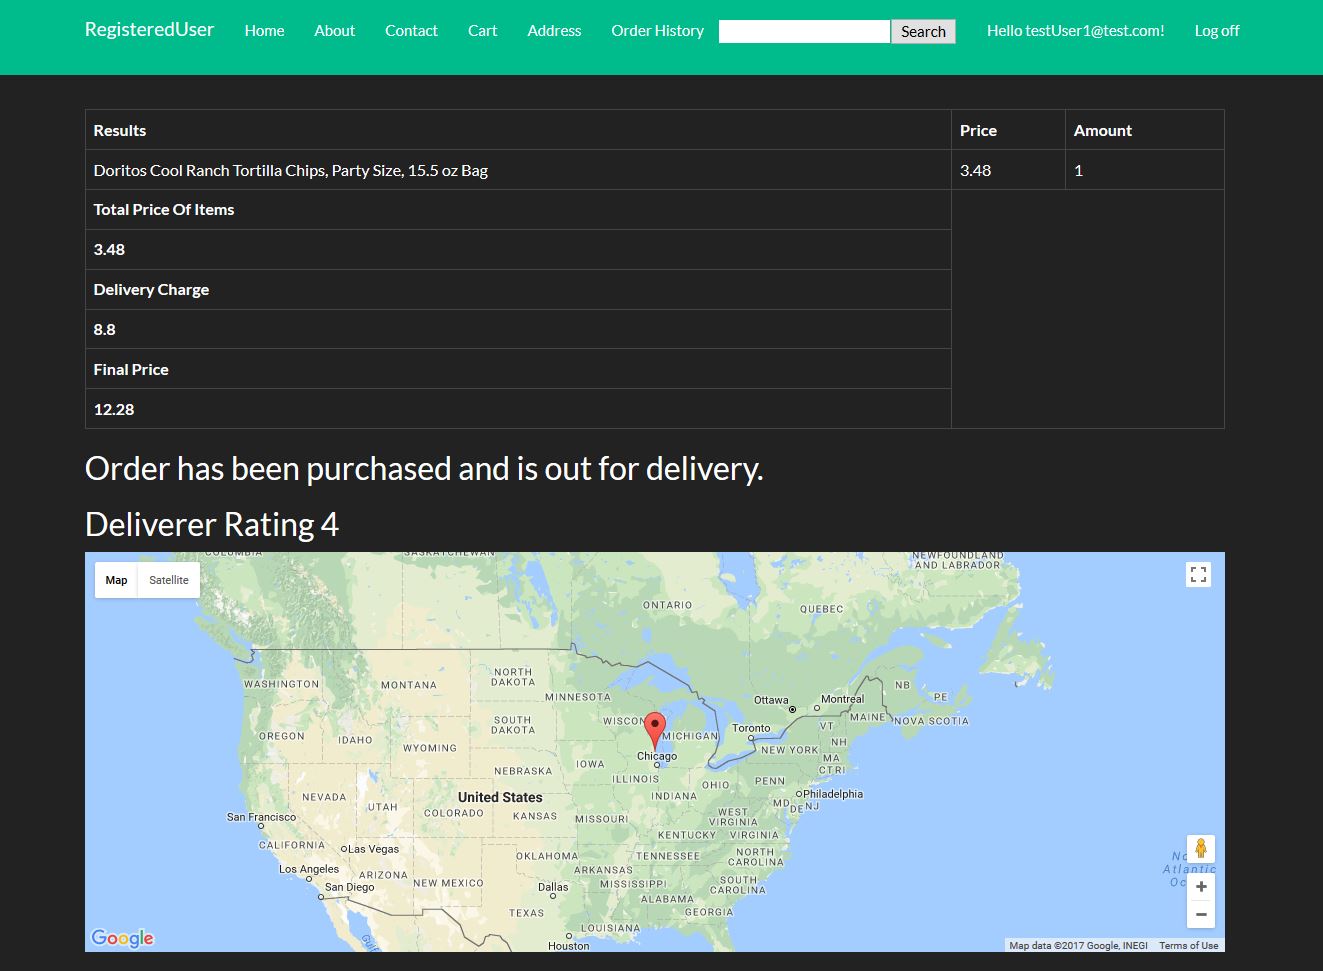 RegisteredUser Home About Contact Cart Address Order History Search Hello testUser1@test.com! Log off
Results Price Amount
Doritos Cool Ranch Tortilla Chips, Party Size, 15.5 oz Bag 3.48 1
Total Price Of Items
3.48
Delivery Charge
8.8
Final Price
12.28
Order has been purchased and is out for delivery.
Deliverer Rating 4
COLUMBIA SASKATCHEWAN NEWFOUNDLAND
AND LABRADOR
Map Satellite
ONTARIO QUEBEC
NORTH
DAKOTA
WASHINGTON MONTANA MINNESOTA NB PE
Ottawa Montreal
SOUTH
DAKOTA
WISCON MICHIGAN Toronto VT MAINE NOVA SCOTIA
OREGON IDAHO WYOMING NH
Chicago NEW YORK MA
CT RI
NEBRASKA IOWA ILLINOIS OHIO PENN
NEVADA UTAH United States INDIANA Philadelphia
MD DE NJ
San Francisco COLORADO KANSAS MISSOURI WEST
VIRGINIA
KENTUCKY VIRGINIA
CALIFORNIA Las Vegas OKLAHOMA TENNESSEE NORTH
CAROLINA
Los Angeles ARIZONA NEW MEXICO ARKANSAS
San Diego Dallas MISSISSIPPI SOUTH
CAROLINA
ALABAMA
TEXAS GEORGIA
LOUISIANA
Houston
Gulf
Atlantic
Google Map data ©2017 Google, INEGI Terms of Use